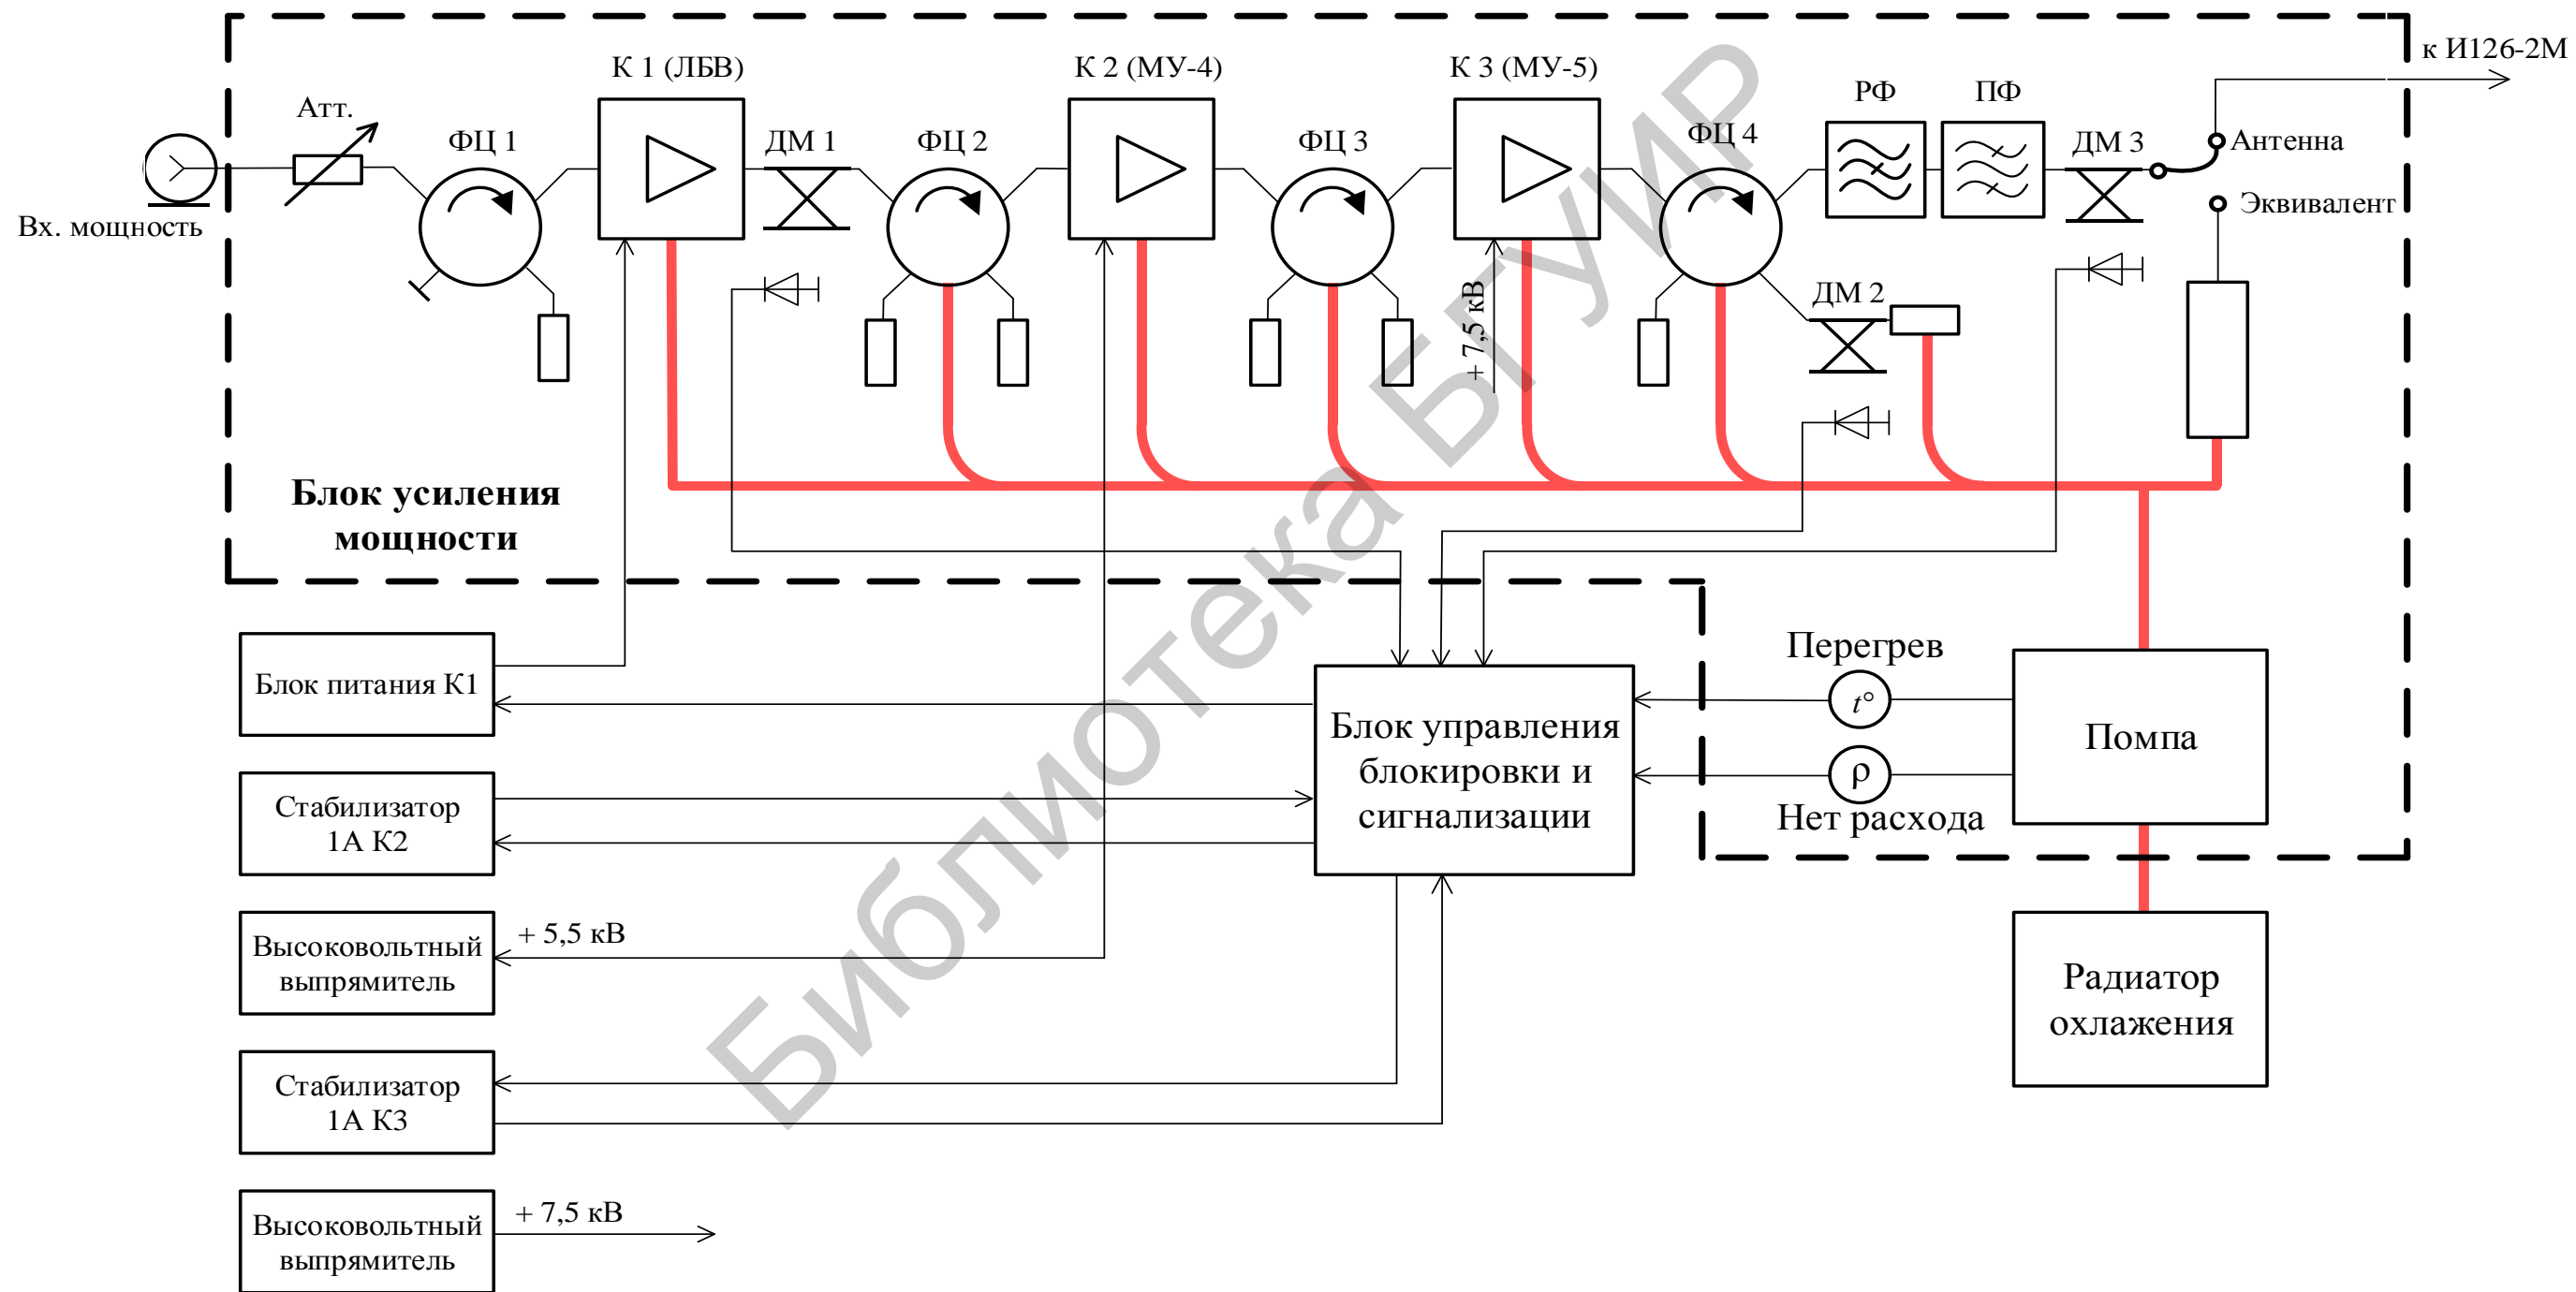 к И126-2М
К 1 (ЛБВ)
К 2 (МУ-4)
К 3 (МУ-5)
РФ
ПФ
Атт.
ФЦ 1
ДМ 1
ФЦ 2
ФЦ 3
ФЦ 4
ДМ 3
Антенна
Вх. мощность
Эквивалент
ДМ 2
+ 7,5 кВ
Блок усиления
мощности
Блок питания К1
Перегрев
t°
Блок управления
блокировки и
сигнализации
Помпа
ρ
Нет расхода
Стабилизатор
1А К2
Высоковольтный
выпрямитель
+ 5,5 кВ
Радиатор
охлажения
Стабилизатор
1А К3
Высоковольтный
выпрямитель
+ 7,5 кВ
Библиотека БГУИР